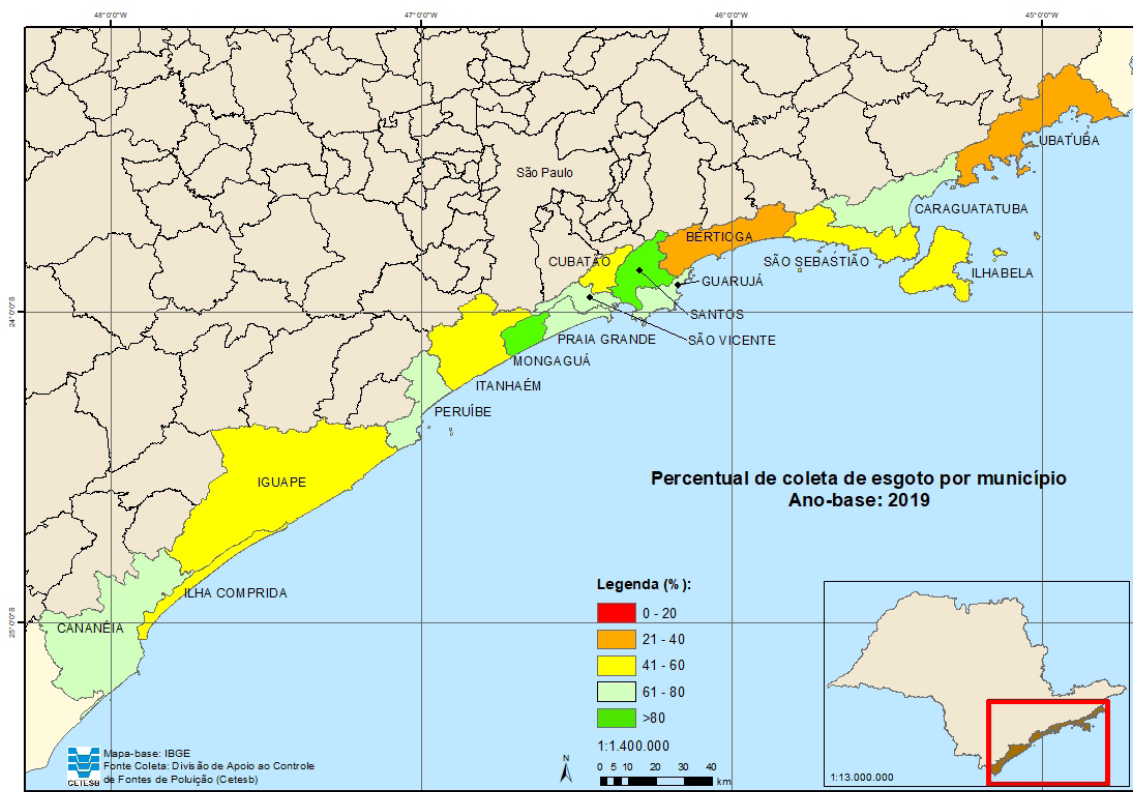 48°0'0"W
47°0'0"W
46°0'0"W
45°0'0"W
24°0'0"S
25°0'0"S
UBATUBA
São Paulo
CARAGUATATUBA
BERTIOGA
CUBATÃO
SÃO SEBASTIÃO
ILHABELA
GUARUJÁ
SANTOS
PRAIA GRANDE
SÃO VICENTE
MONGAGUÁ
ITANHAÉM
PERUÍBE
IGUAPE
Percentual de coleta de esgoto por município
Ano-base: 2019
ILHA COMPRIDA
CANANÉIA
Legenda (%):
0 - 20
21 - 40
41 - 60
61 - 80
>80
1:1.400.000
N
0 5 10 20 30 40
km
CETESB
Mapa-base: IBGE
Fonte Coleta: Divisão de Apoio ao Controle
de Fontes de Poluição (Cetesb)
1:13.000.000